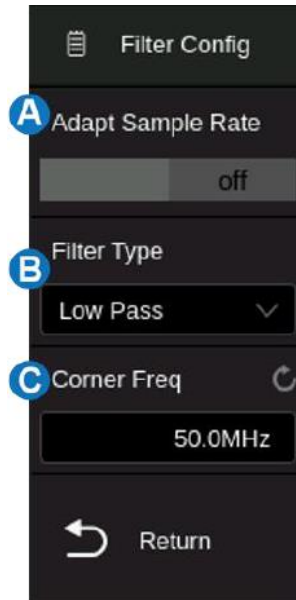 Filter Config
A
Adapt Sample Rate
off
B
Filter Type
Low Pass
C
Corner Freq
50.0MHz
Return